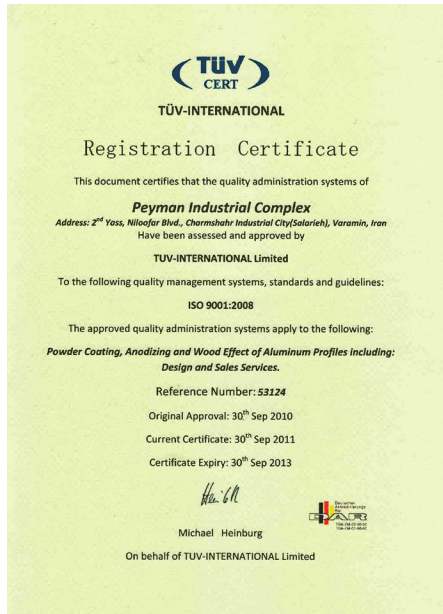 TÜV
CERT
TÜV-INTERNATIONAL
Registration Certificate
This document certifies that the quality administration systems of
Peyman Industrial Complex
Address: 2nd Yass, Niloofar Blvd., Charmshahr Industrial City(Salarieh), Varamin, Iran
Have been assessed and approved by
TUV-INTERNATIONAL Limited
To the following quality management systems, standards and guidelines:
ISO 9001:2008
The approved quality administration systems apply to the following:
Powder Coating, Anodizing and Wood Effect of Aluminum Profiles including:
Design and Sales Services.
Reference Number: 53124
Original Approval: 30th Sep 2010
Current Certificate: 30th Sep 2011
Certificate Expiry: 30th Sep 2013
Deutscher
Akkreditierungs
Rat
DAR
Michael Heinburg
On behalf of TUV-INTERNATIONAL Limited